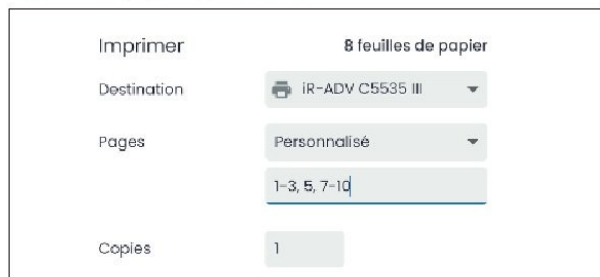 Imprimer 8 feuilles de papier
Destination iR-ADV C5535 III
Pages Personnalisé
1-3, 5, 7-10
Copies 1